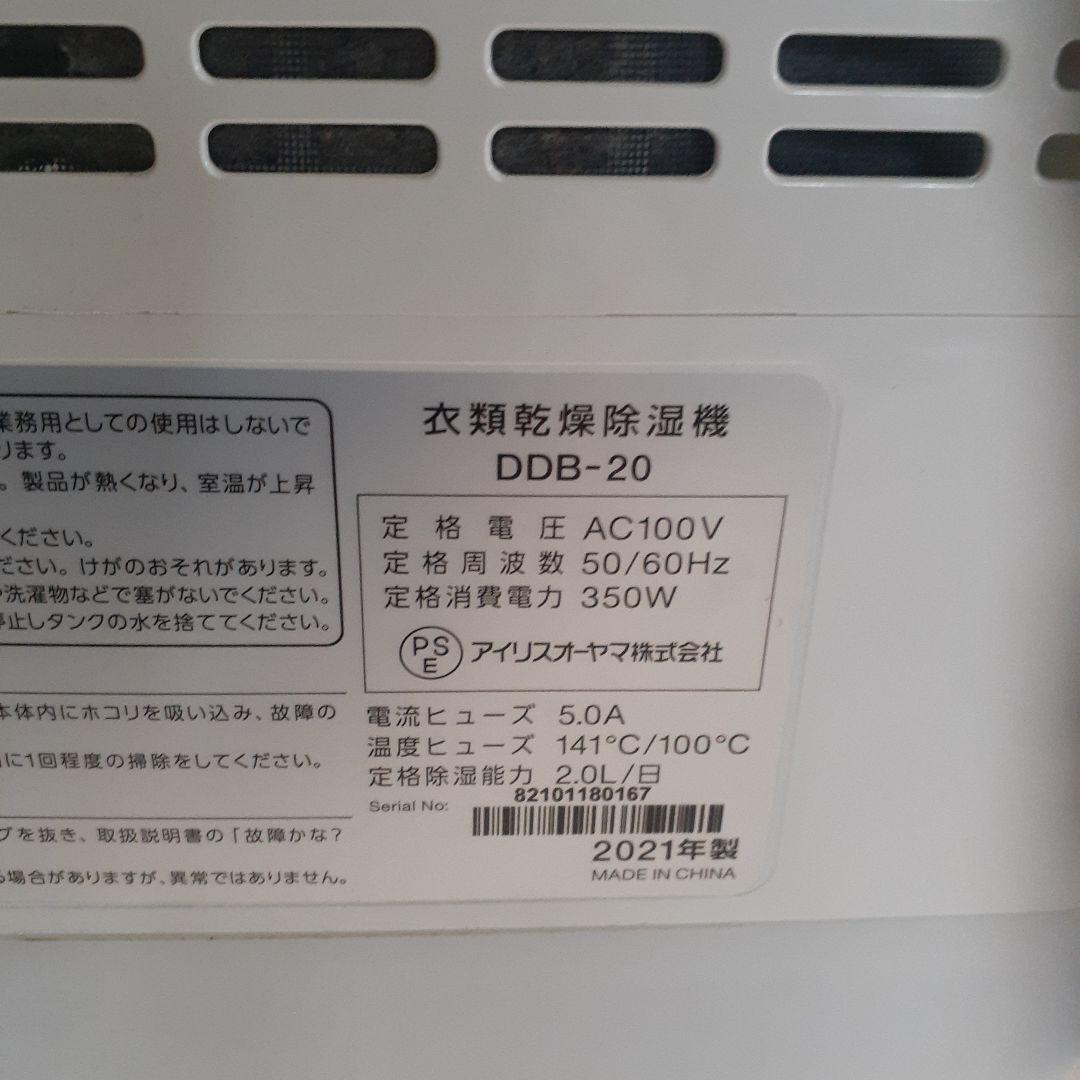 業務用としての使用はしないで
ります。
。製品が熱くなり、室温が上昇
ください。
ださい。けがのおそれがあります。
や洗濯物などで塞がないでください。
停止しタンクの水を捨ててください。
本体内にホコリを吸い込み、故障の
に1回程度の掃除をしてください。
グを抜き、取扱説明書の「故障かな？
る場合がありますが、異常ではありません。
衣類乾燥除湿機
DDB-20
定格電圧 AC100V
定格周波数 50/60Hz
定格消費電力 350W
PSE アイリスオーヤマ株式会社
電流ヒューズ 5.0A
温度ヒューズ 141℃/100℃
定格除湿能力 2.0L/日
Serial No: 82101180167
2021年製
MADE IN CHINA